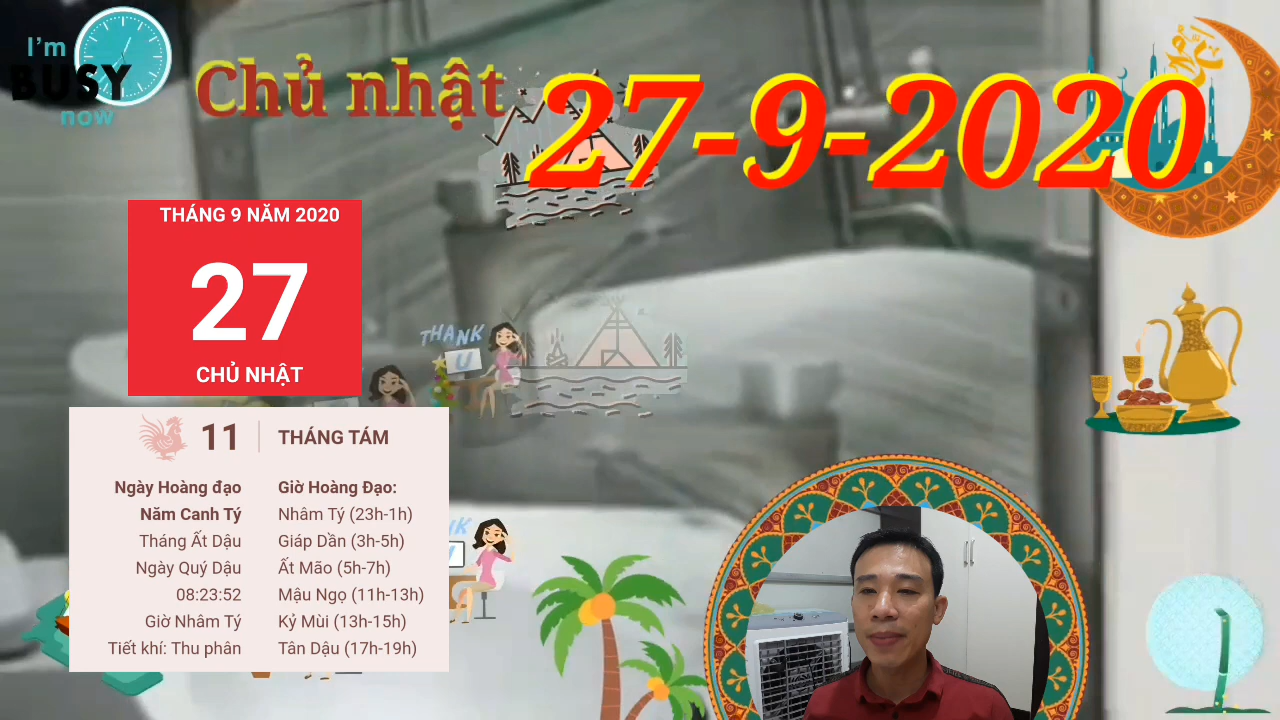 I'm
BUSY
now
Chủ nhật
27-9-2020
THÁNG 9 NĂM 2020
27
CHỦ NHẬT
11
THÁNG TÁM
Ngày Hoàng đạo
Năm Canh Tý
Tháng Ất Dậu
Ngày Quý Dậu
08:23:52
Giờ Nhâm Tý
Tiết khí: Thu phân
Giờ Hoàng Đạo:
Nhâm Tý (23h-1h)
Giáp Dần (3h-5h)
Ất Mão (5h-7h)
Mậu Ngọ (11h-13h)
Kỷ Mùi (13h-15h)
Tân Dậu (17h-19h)
THANK
U